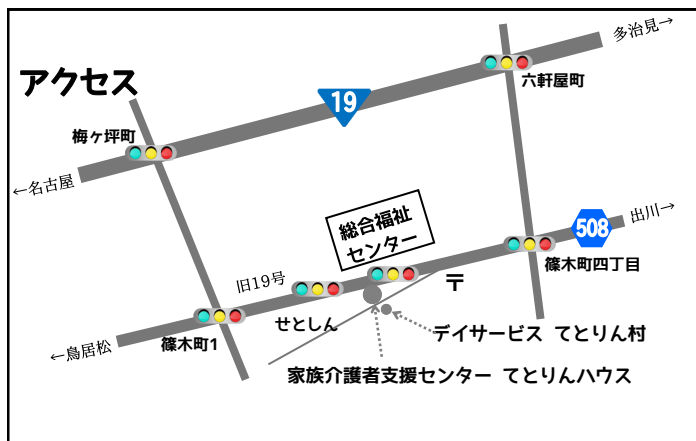 多治見→
アクセス
六軒屋町
19
梅ヶ坪町
←名古屋
出川→
総合福祉
センター
508
篠木町四丁目
旧19号
〒
せとしん
デイサービス てとりん村
篠木町1
←鳥居松
家族介護者支援センター てとりんハウス